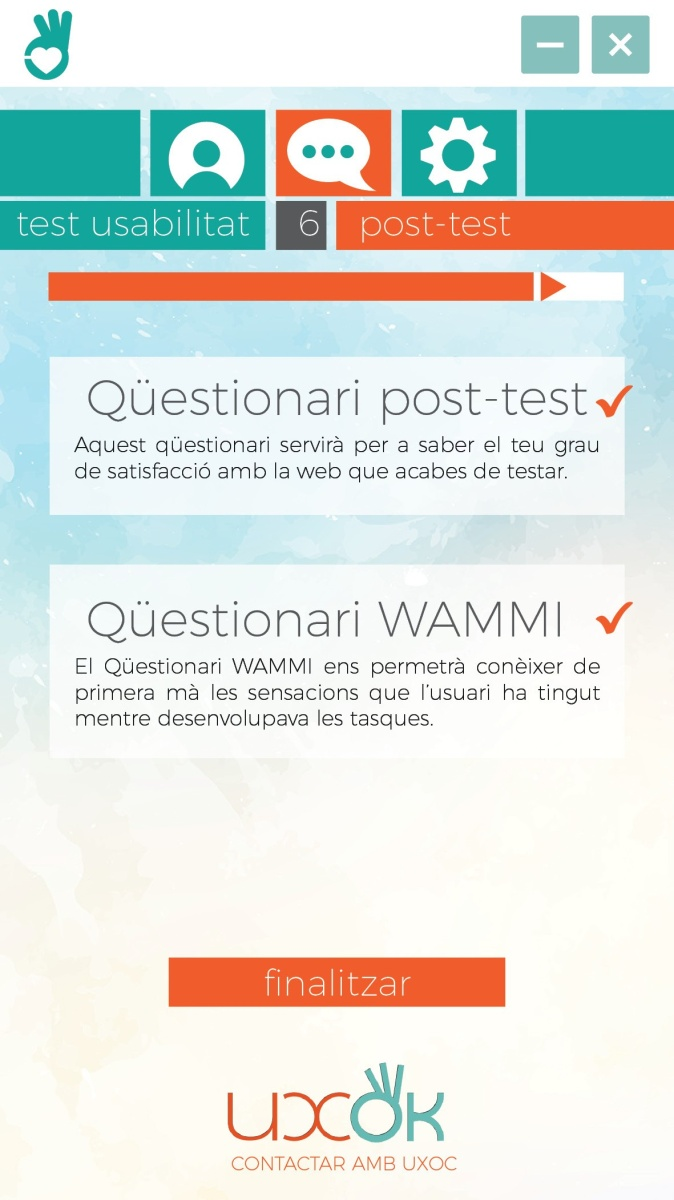 test usabilitat 6 post-test
Qüestionari post-test
Aquest qüestionari servirà per a saber el teu grau
de satisfacció amb la web que acabes de testar.
Qüestionari WAMMI
El Qüestionari WAMMI ens permetrà conèixer de
primera mà les sensacions que l'usuari ha tingut
mentre desenvolupava les tasques.
finalitzar
UXOK
CONTACTAR AMB UXOC